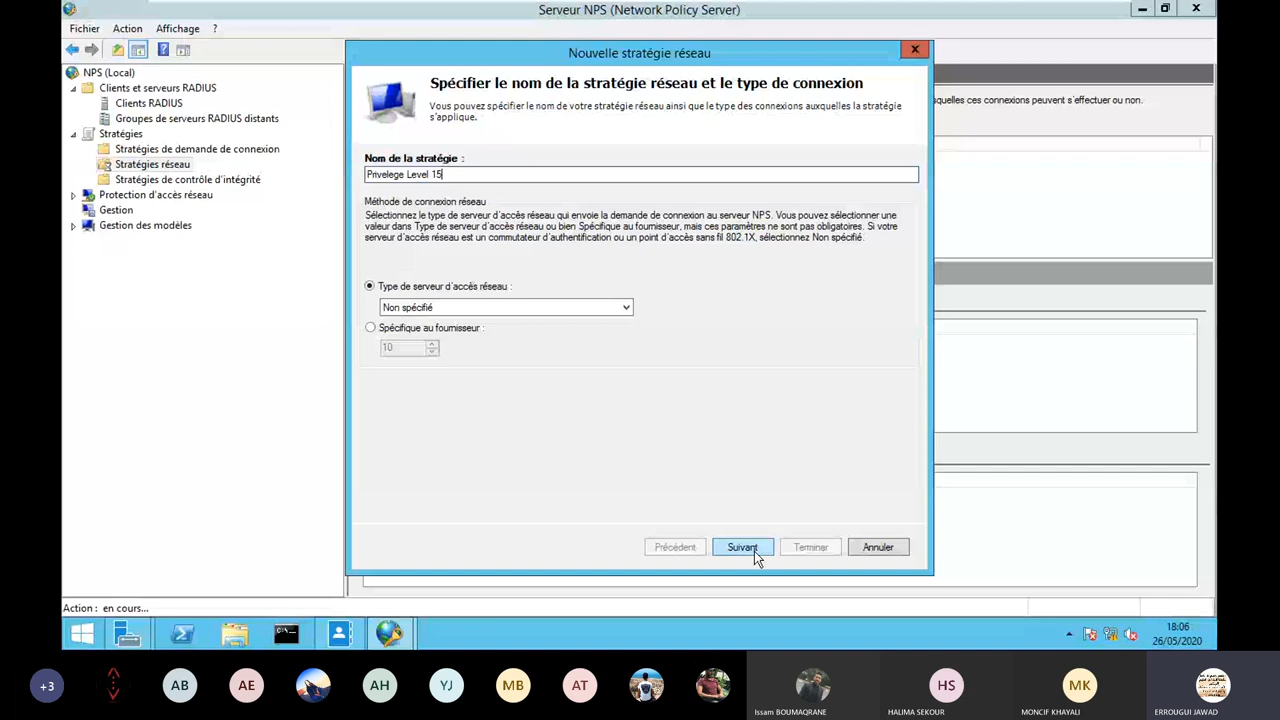 Serveur NPS (Network Policy Server)
Fichier Action Affichage ?
NPS (Local)
Clients et serveurs RADIUS
Clients RADIUS
Groupes de serveurs RADIUS distants
Stratégies
Stratégies de demande de connexion
Stratégies réseau
Stratégies de contrôle d'intégrité
Protection d'accès réseau
Gestion
Gestion des modèles
Nouvelle stratégie réseau
Spécifier le nom de la stratégie réseau et le type de connexion
Vous pouvez spécifier le nom de votre stratégie réseau ainsi que le type des connexions auxquelles la stratégie
s'applique.
Nom de la stratégie :
Privelege Level 15
Méthode de connexion réseau
Sélectionnez le type de serveur d'accès réseau qui envoie la demande de connexion au serveur NPS. Vous pouvez sélectionner une
valeur dans Type de serveur d'accès réseau ou bien Spécifique au fournisseur, mais ces paramètres ne sont pas obligatoires. Si votre
serveur d'accès réseau est un commutateur d'authentification ou un point d'accès sans fil 802.1X, sélectionnez Non spécifié.
Type de serveur d'accès réseau :
Non spécifié
Spécifique au fournisseur :
10
Précédent Suivant Terminer Annuler
squelles ces connexions peuvent s'effectuer ou non.
Action : en cours...
18:06
26/05/2020
+3 AB AE AH YJ MB AT HS MK
Issam BOUMAQRANE HALIMA SEKOUR MONCIF KHAYALI ERROUGUI JAWAD